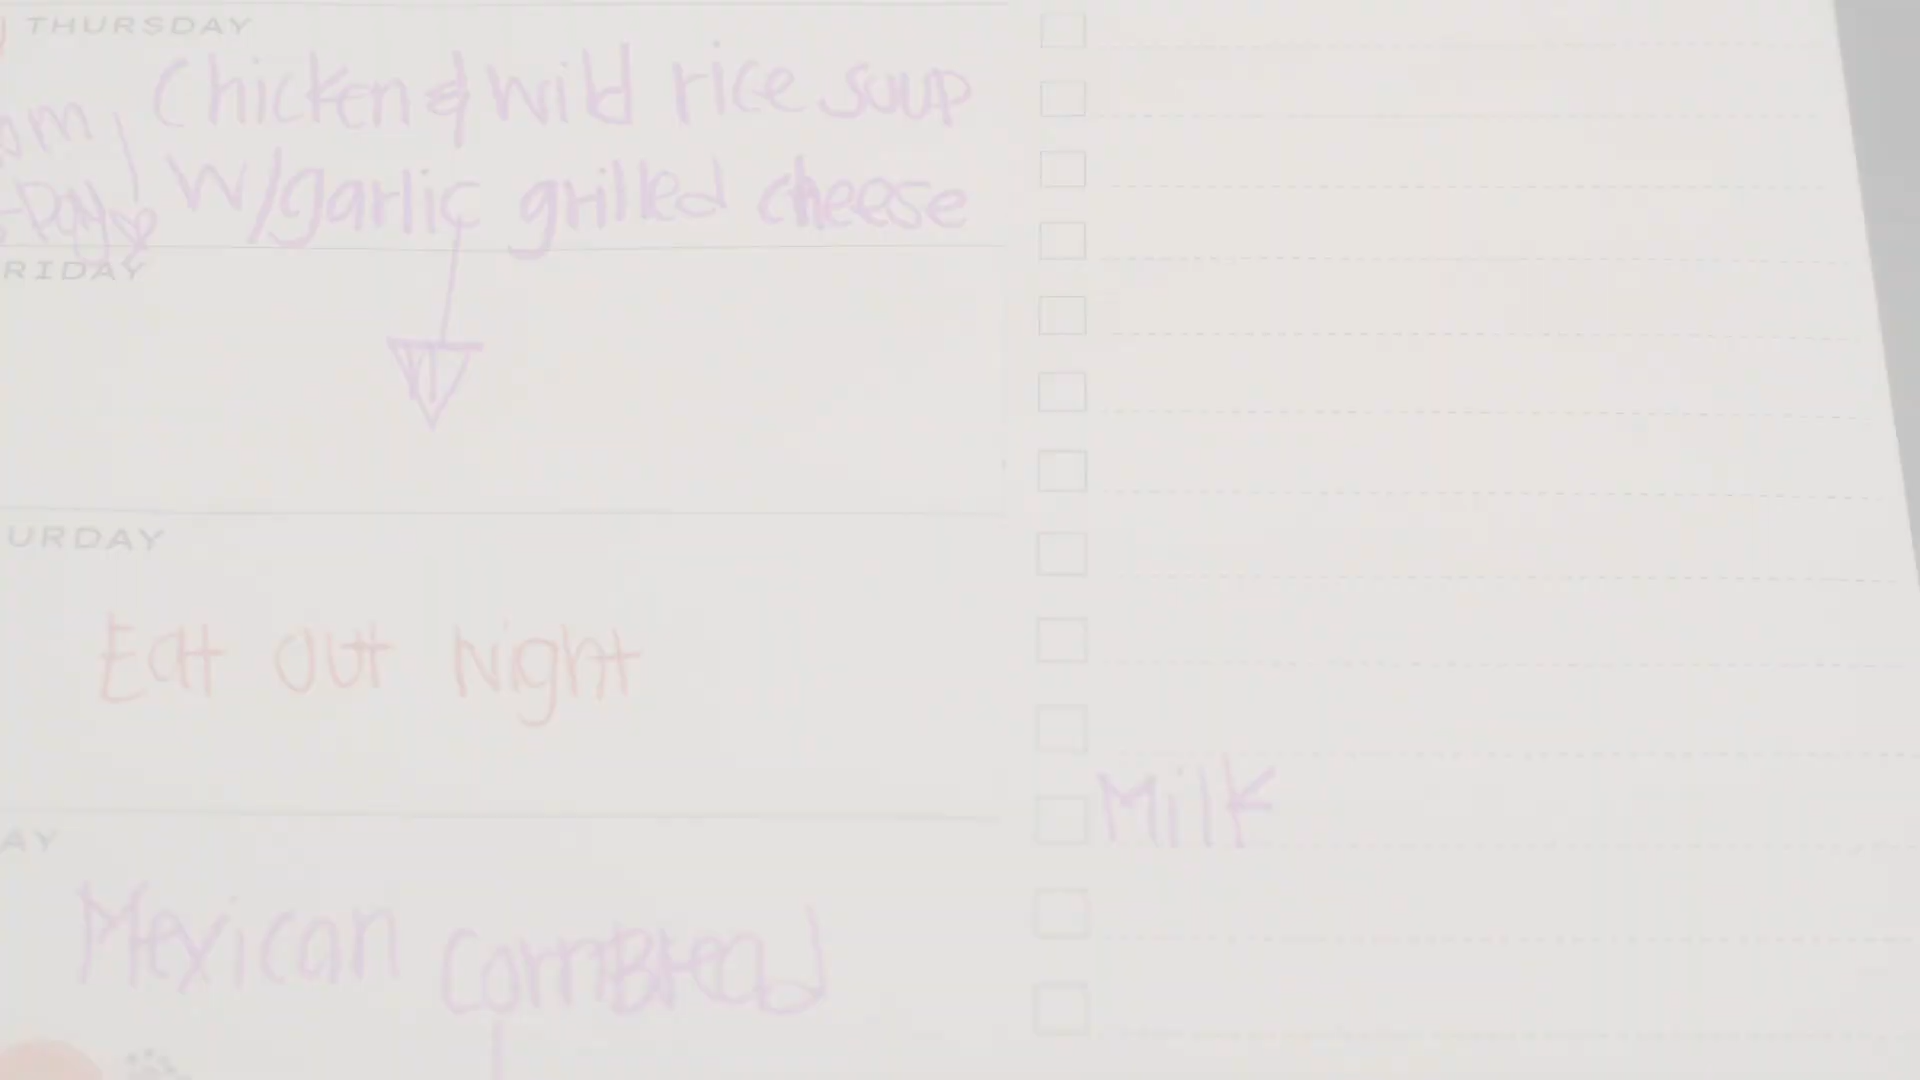 THURSDAY
Chicken & wild rice soup
w/garlic grilled cheese
RIDAY
URDAY
Eat out Night
Milk
AY
Mexican CornBread